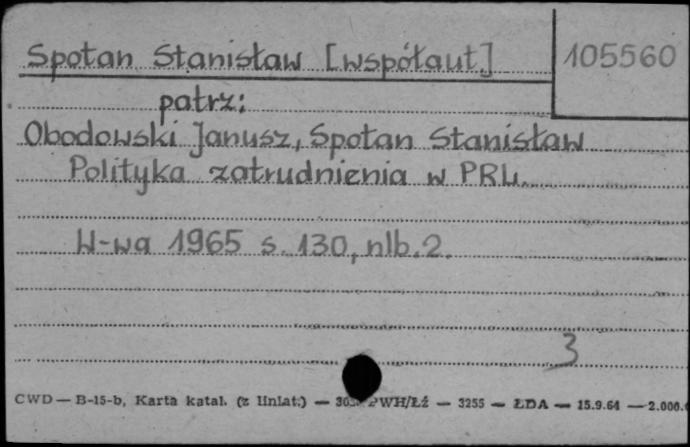 Spotan Stanisław [współaut] 105560
patrz:
Obodowski Janusz, Spotan Stanisław
Polityka zatrudnienia w PRL.
W-wa 1965 s. 130, nlb. 2.
3
CWD — B-15-b, Karta katal. (z liniat.) — PWH/Łź — 3255 — ŁDA — 15.9.64 — 2.000.